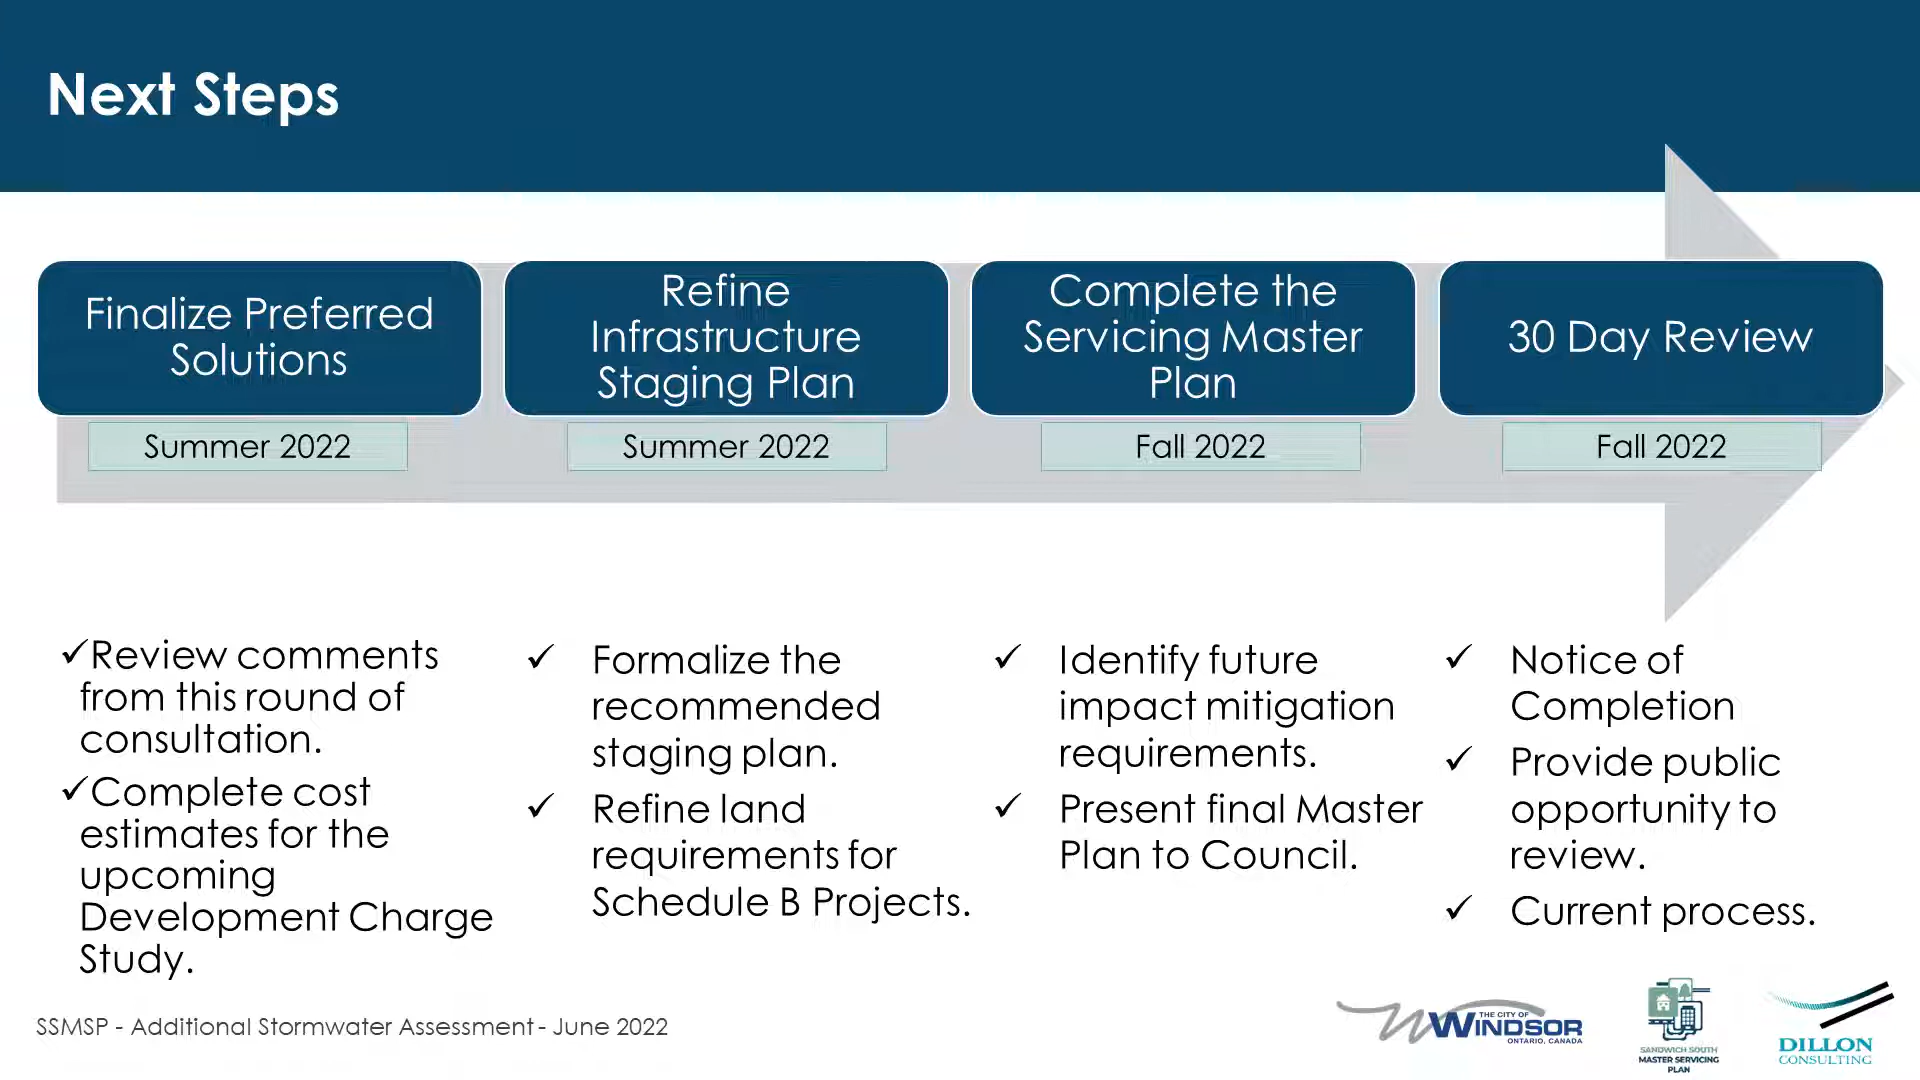 Next Steps
Finalize Preferred
Solutions
Summer 2022
Refine
Infrastructure
Staging Plan
Summer 2022
Complete the
Servicing Master
Plan
Fall 2022
30 Day Review
Fall 2022
✓Review comments
from this round of
consultation.
✓Complete cost
estimates for the
upcoming
Development Charge
Study.
✓ Formalize the
recommended
staging plan.
✓ Refine land
requirements for
Schedule B Projects.
✓ Identify future
impact mitigation
requirements.
✓ Present final Master
Plan to Council.
✓ Notice of
Completion
✓ Provide public
opportunity to
review.
✓ Current process.
SSMSP - Additional Stormwater Assessment - June 2022
THE CITY OF
WINDSOR
ONTARIO, CANADA
SANDWICH SOUTH
MASTER SERVICING
PLAN
DILLON
CONSULTING